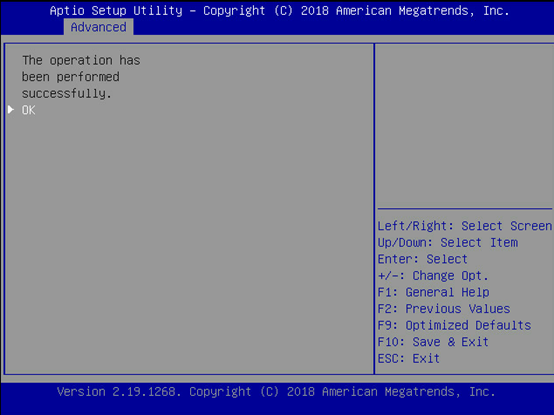 Aptio Setup Utility – Copyright (C) 2018 American Megatrends, Inc.
Advanced
The operation has
been performed
successfully.
OK
Left/Right: Select Screen
Up/Down: Select Item
Enter: Select
+/-: Change Opt.
F1: General Help
F2: Previous Values
F9: Optimized Defaults
F10: Save & Exit
ESC: Exit
Version 2.19.1268. Copyright (C) 2018 American Megatrends, Inc.